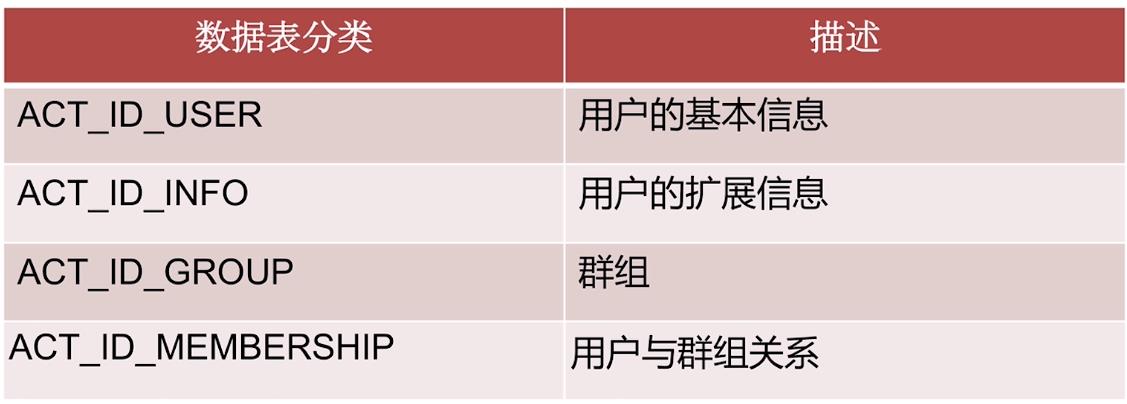 数据表分类 描述
ACT_ID_USER 用户的基本信息
ACT_ID_INFO 用户的扩展信息
ACT_ID_GROUP 群组
ACT_ID_MEMBERSHIP 用户与群组关系